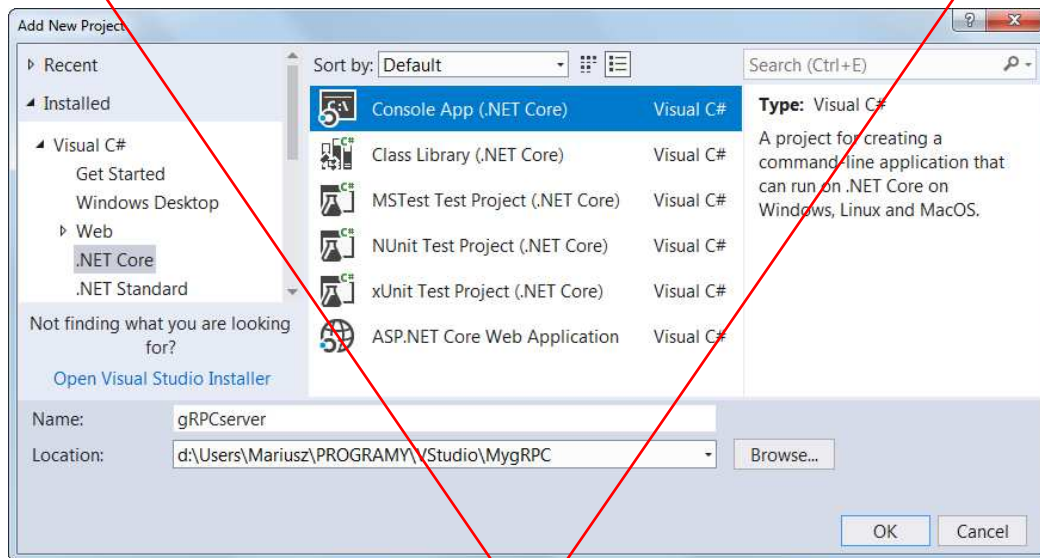 Add New Project
Recent
Installed
Visual C#
Get Started
Windows Desktop
Web
.NET Core
.NET Standard
Not finding what you are looking
for?
Open Visual Studio Installer
Sort by: Default
Console App (.NET Core) Visual C#
Class Library (.NET Core) Visual C#
MSTest Test Project (.NET Core) Visual C#
NUnit Test Project (.NET Core) Visual C#
xUnit Test Project (.NET Core) Visual C#
ASP.NET Core Web Application Visual C#
Search (Ctrl+E)
Type: Visual C#
A project for creating a
command-line application that
can run on .NET Core on
Windows, Linux and MacOS.
Name: gRPCserver
Location: d:\Users\Mariusz\PROGRAMY\VStudio\MygRPC Browse...
OK Cancel